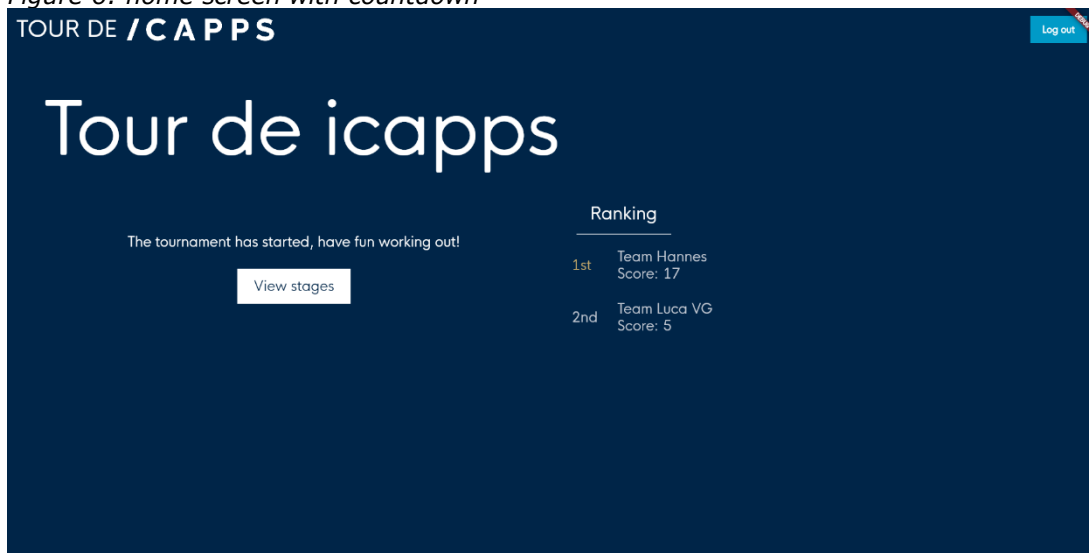 Figure 6: home screen with countdown
TOUR DE /CAPPS
Log out
Tour de icapps
Ranking
The tournament has started, have fun working out!
View stages
1st
Team Hannes
Score: 17
2nd
Team Luca VG
Score: 5